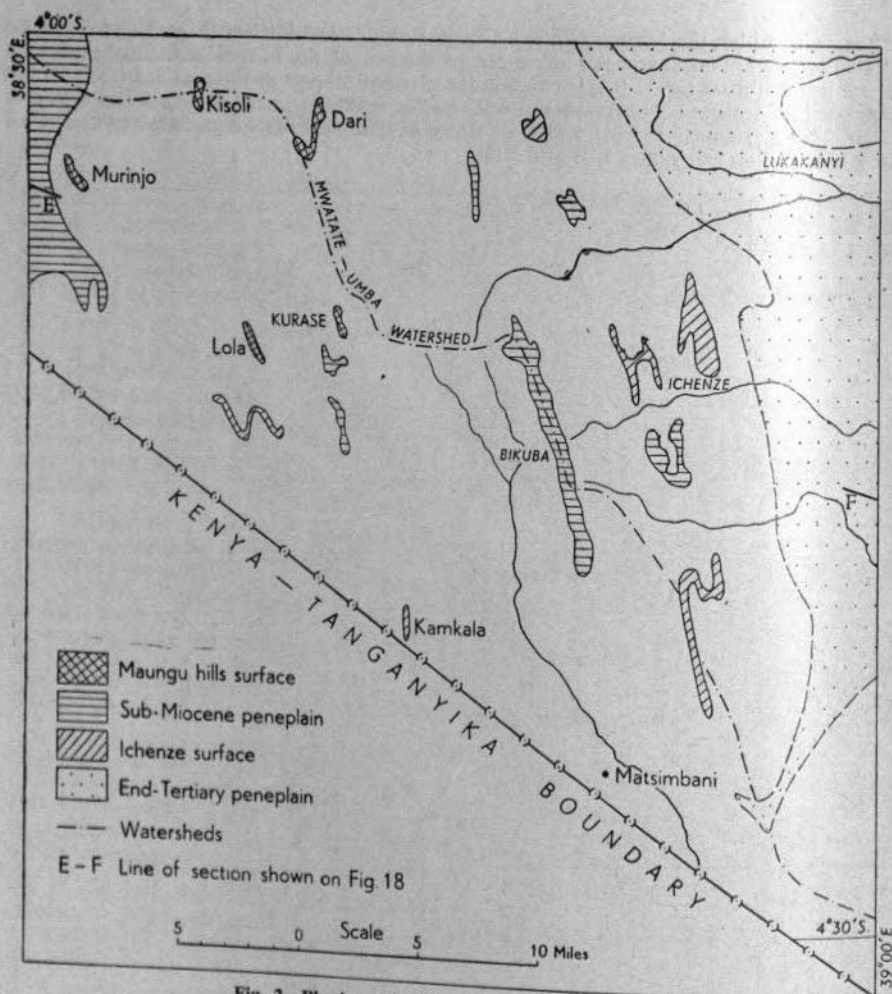 4°00'S.
38°30'E.
Kisoli
Dari
LUKAKANYI
Murinjo
E
MWATATE – UMBA WATERSHED
KURASE
Lola
ICHENZE
BIKUBA
F
KENYA – TANGANYIKA BOUNDARY
Kamkala
Matsimbani
Maungu hills surface
Sub-Miocene peneplain
Ichenze surface
End-Tertiary peneplain
Watersheds
E – F Line of section shown on Fig. 18
Scale
5 0 5 10 Miles
4°30'S.
39°00'E.